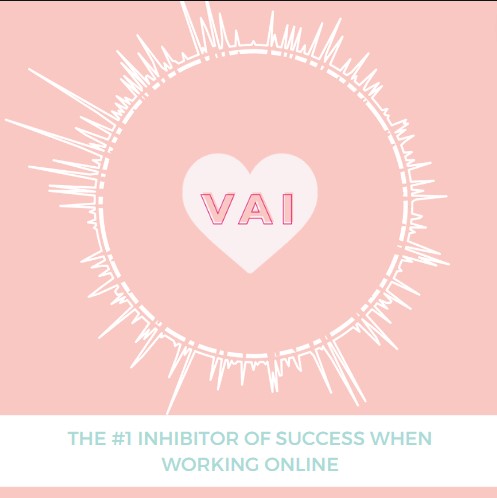 VAI
THE #1 INHIBITOR OF SUCCESS WHEN
WORKING ONLINE